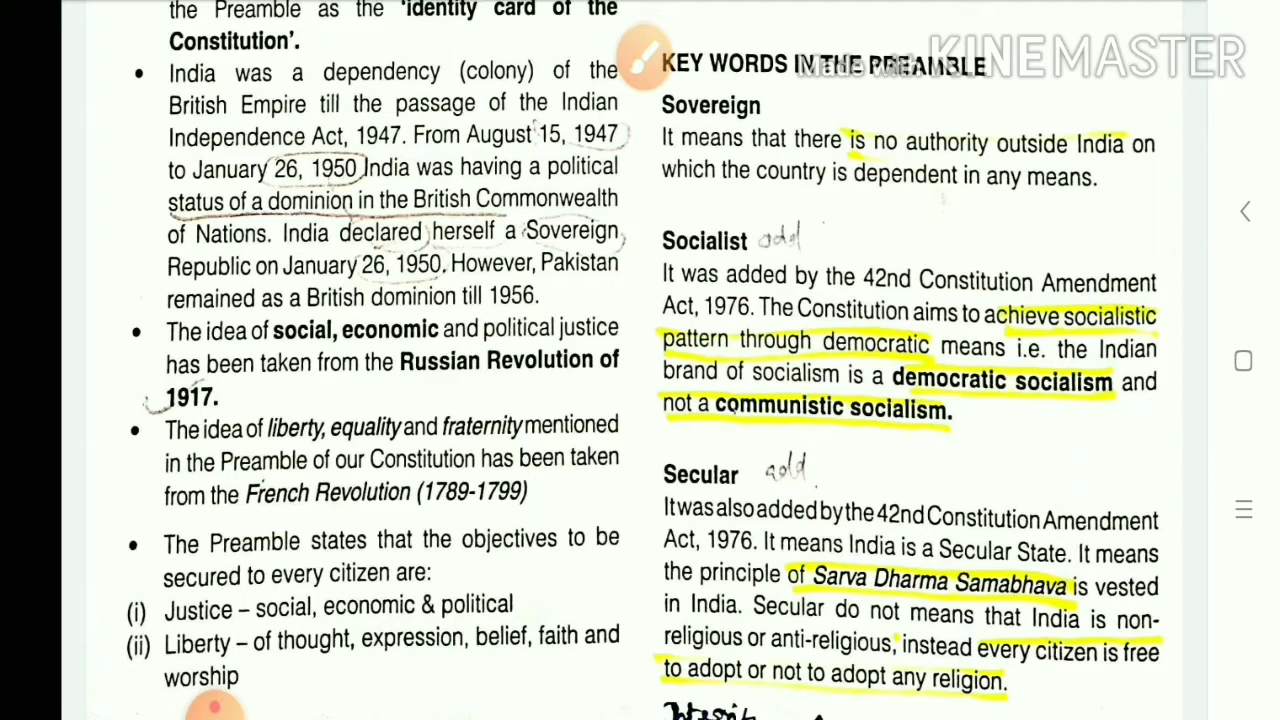 the Preamble as the 'identity card of the
Constitution'.
• India was a dependency (colony) of the
British Empire till the passage of the Indian
Independence Act, 1947. From August 15, 1947
to January 26, 1950 India was having a political
status of a dominion in the British Commonwealth
of Nations. India declared herself a Sovereign
Republic on January 26, 1950. However, Pakistan
remained as a British dominion till 1956.
• The idea of social, economic and political justice
has been taken from the Russian Revolution of
1917.
• The idea of liberty, equality and fraternity mentioned
in the Preamble of our Constitution has been taken
from the French Revolution (1789-1799)
• The Preamble states that the objectives to be
secured to every citizen are:
(i) Justice – social, economic & political
(ii) Liberty – of thought, expression, belief, faith and
worship
KINEMASTER
KEY WORDS IN THE PREAMBLE
Sovereign
It means that there is no authority outside India on
which the country is dependent in any means.
Socialist add
It was added by the 42nd Constitution Amendment
Act, 1976. The Constitution aims to achieve socialistic
pattern through democratic means i.e. the Indian
brand of socialism is a democratic socialism and
not a communistic socialism.
Secular add
It was also added by the 42nd Constitution Amendment
Act, 1976. It means India is a Secular State. It means
the principle of Sarva Dharma Samabhava is vested
in India. Secular do not means that India is non-
religious or anti-religious, instead every citizen is free
to adopt or not to adopt any religion.